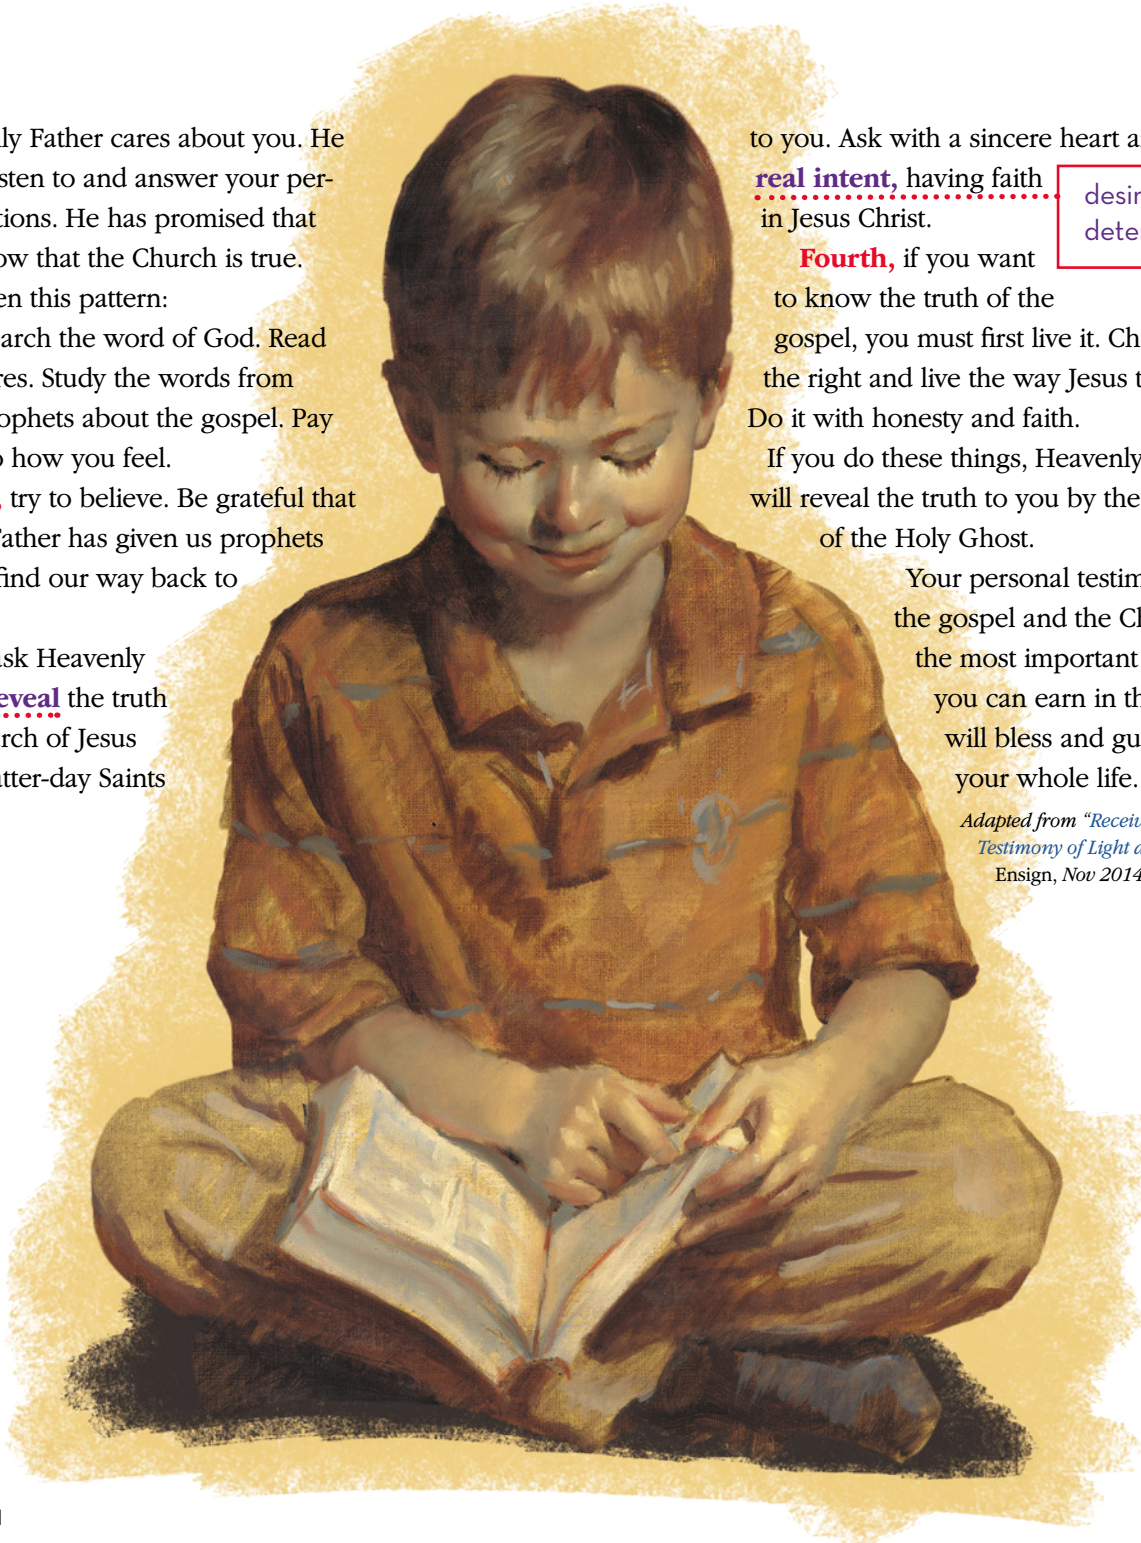 ly Father cares about you. He
sten to and answer your per-
tions. He has promised that
ow that the Church is true.
en this pattern:
arch the word of God. Read
res. Study the words from
ophets about the gospel. Pay
o how you feel.
, try to believe. Be grateful that
Father has given us prophets
find our way back to
ask Heavenly
eveal the truth
rch of Jesus
atter-day Saints
to you. Ask with a sincere heart a
real intent, having faith
in Jesus Christ.
Fourth, if you want
to know the truth of the
gospel, you must first live it. Ch
the right and live the way Jesus t
Do it with honesty and faith.
If you do these things, Heavenly
will reveal the truth to you by the
of the Holy Ghost.
Your personal testim
the gospel and the Ch
the most important
you can earn in th
will bless and gu
your whole life.
Adapted from “Receiv
Testimony of Light a
Ensign, Nov 2014
desir
deter